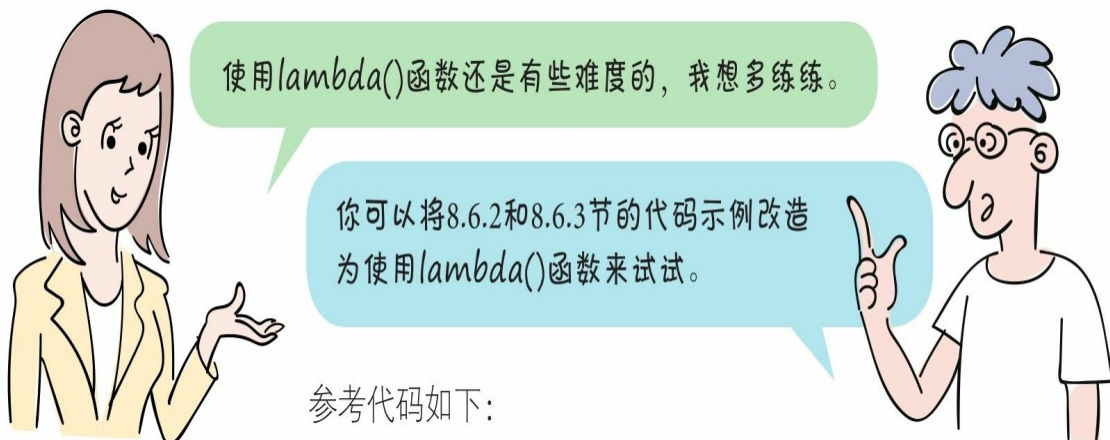 使用lambda()函数还是有些难度的，我想多练练。
你可以将8.6.2和8.6.3节的代码示例改造
为使用lambda()函数来试试。
参考代码如下：